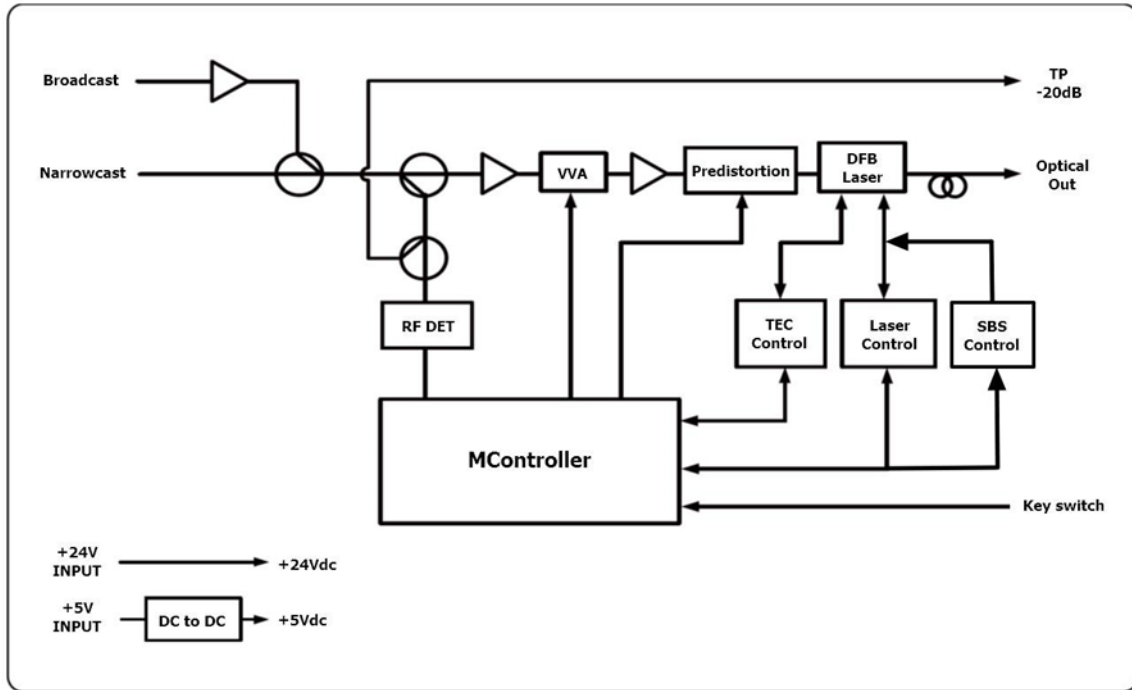 Broadcast
TP
-20dB
Narrowcast
VVA
Predistortion
DFB
Laser
Optical
Out
RF DET
TEC
Control
Laser
Control
SBS
Control
MController
Key switch
+24V
INPUT
+24Vdc
+5V
INPUT
DC to DC
+5Vdc